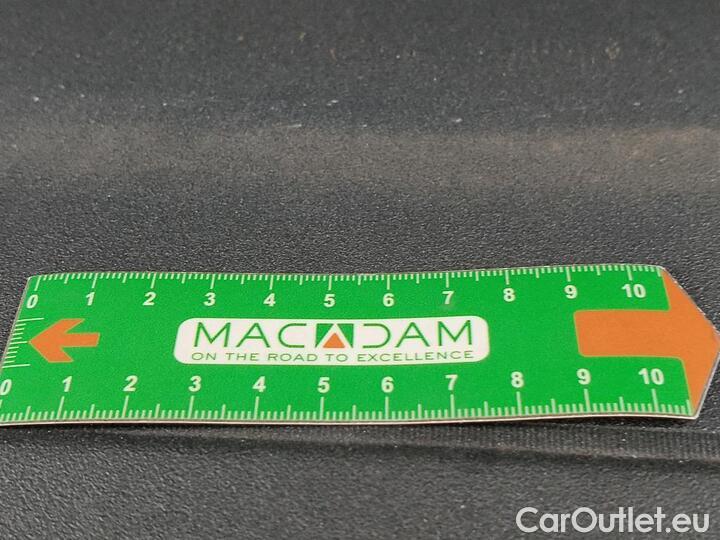 0 1 2 3 4 5 6 7 8 9 10
MACADAM
ON THE ROAD TO EXCELLENCE
0 1 2 3 4 5 6 7 8 9 10
CarOutlet.eu